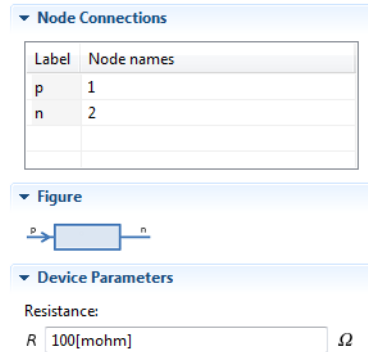 Node Connections
Label Node names
p 1
n 2
Figure
p n
Device Parameters
Resistance:
R 100[mohm] Ω